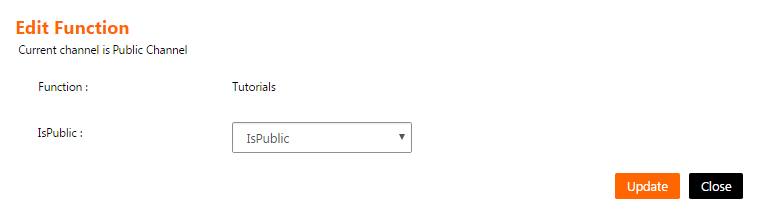 Edit Function
Current channel is Public Channel
Function : Tutorials
IsPublic : IsPublic
Update Close